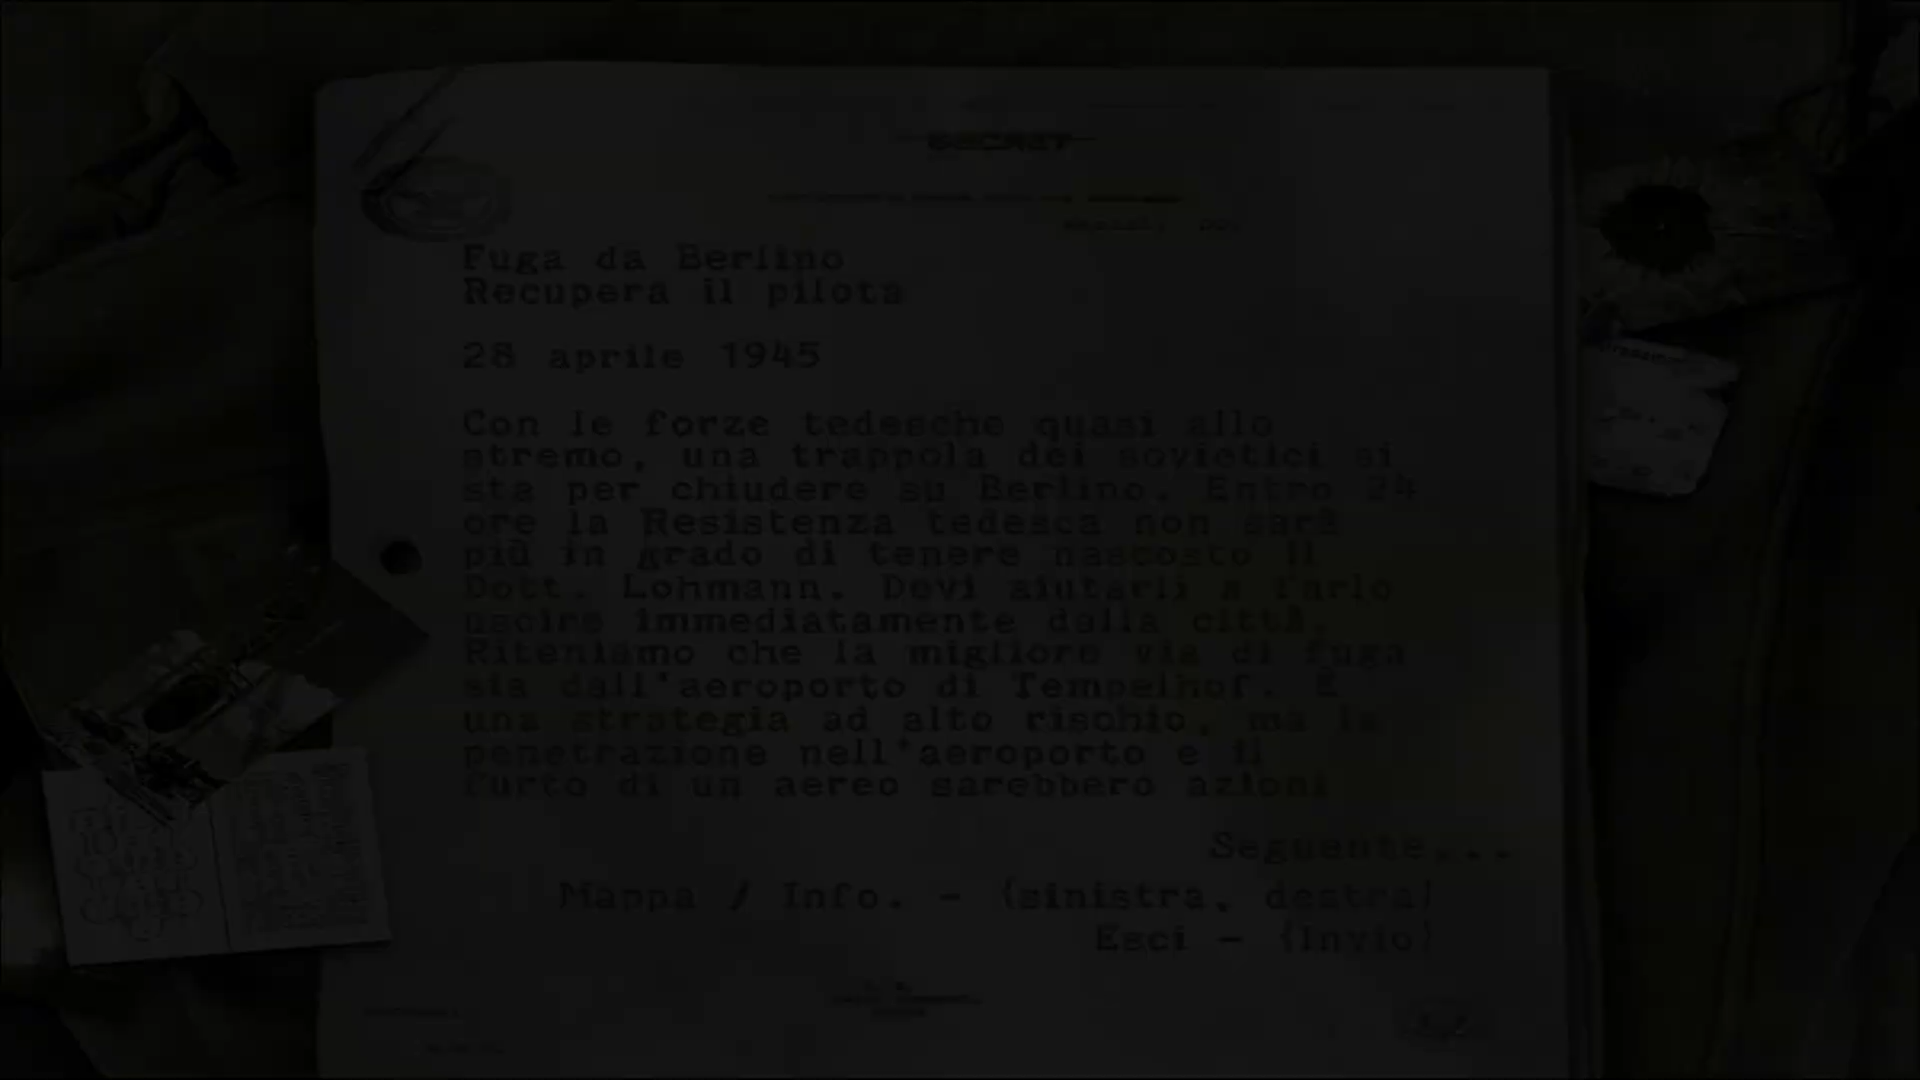 SECRET
Fuga da Berlino
Recupera il pilota
28 aprile 1945
Con le forze tedesche quasi allo
stremo, una trappola dei sovietici si
sta per chiudere su Berlino. Entro 24
ore la Resistenza tedesca non sarà
più in grado di tenere nascosto il
Dott. Lohmann. Devi aiutarli a farlo
uscire immediatamente dalla città.
Riteniamo che la migliore via di fuga
sia dall'aeroporto di Tempelhof. È
una strategia ad alto rischio, ma la
penetrazione nell'aeroporto e il
furto di un aereo sarebbero azioni
Seguente...
Mappa / Info. - {sinistra, destra}
Esci - {Invio}